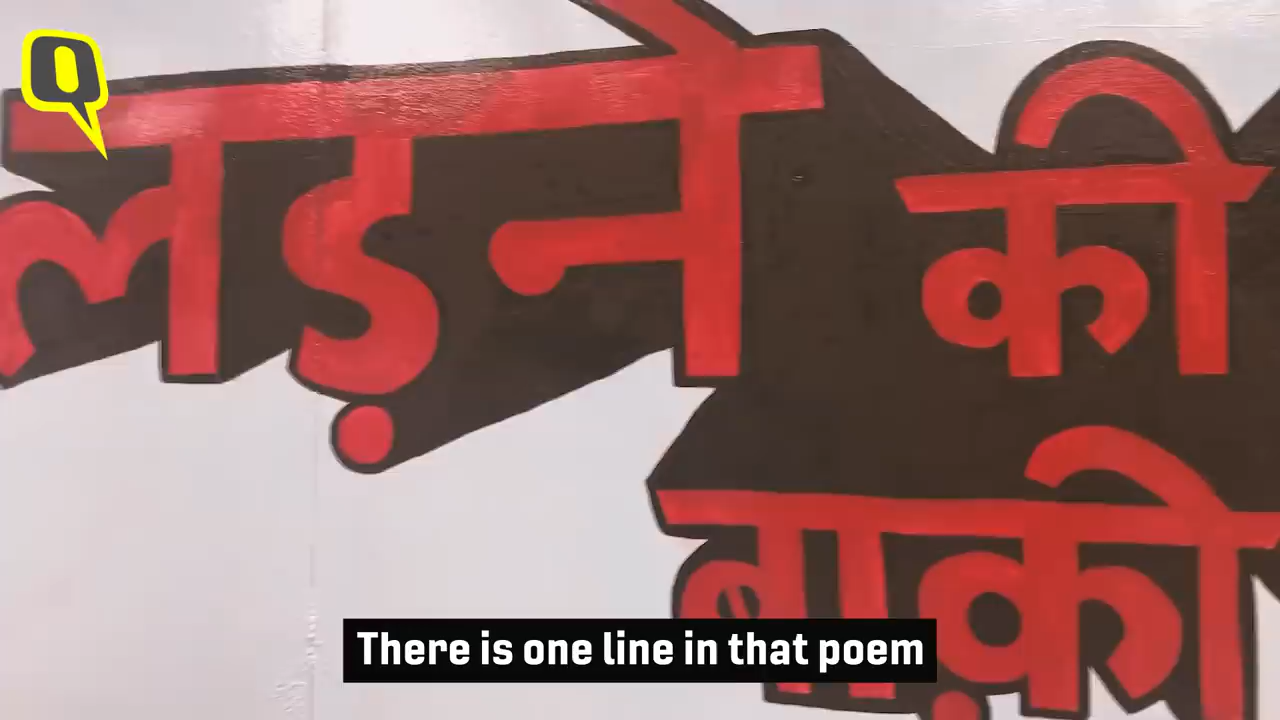 Q
लड़ने की
बाक़ी
There is one line in that poem